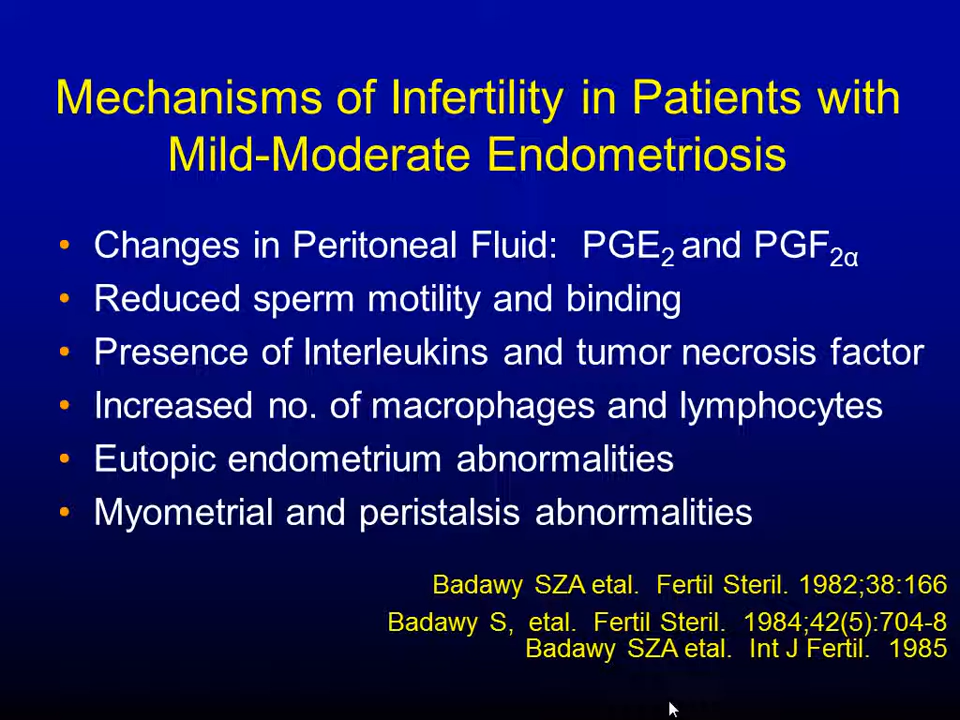 Mechanisms of Infertility in Patients with
Mild-Moderate Endometriosis
• Changes in Peritoneal Fluid: PGE₂ and PGF₂α
• Reduced sperm motility and binding
• Presence of Interleukins and tumor necrosis factor
• Increased no. of macrophages and lymphocytes
• Eutopic endometrium abnormalities
• Myometrial and peristalsis abnormalities
Badawy SZA etal. Fertil Steril. 1982;38:166
Badawy S, etal. Fertil Steril. 1984;42(5):704-8
Badawy SZA etal. Int J Fertil. 1985